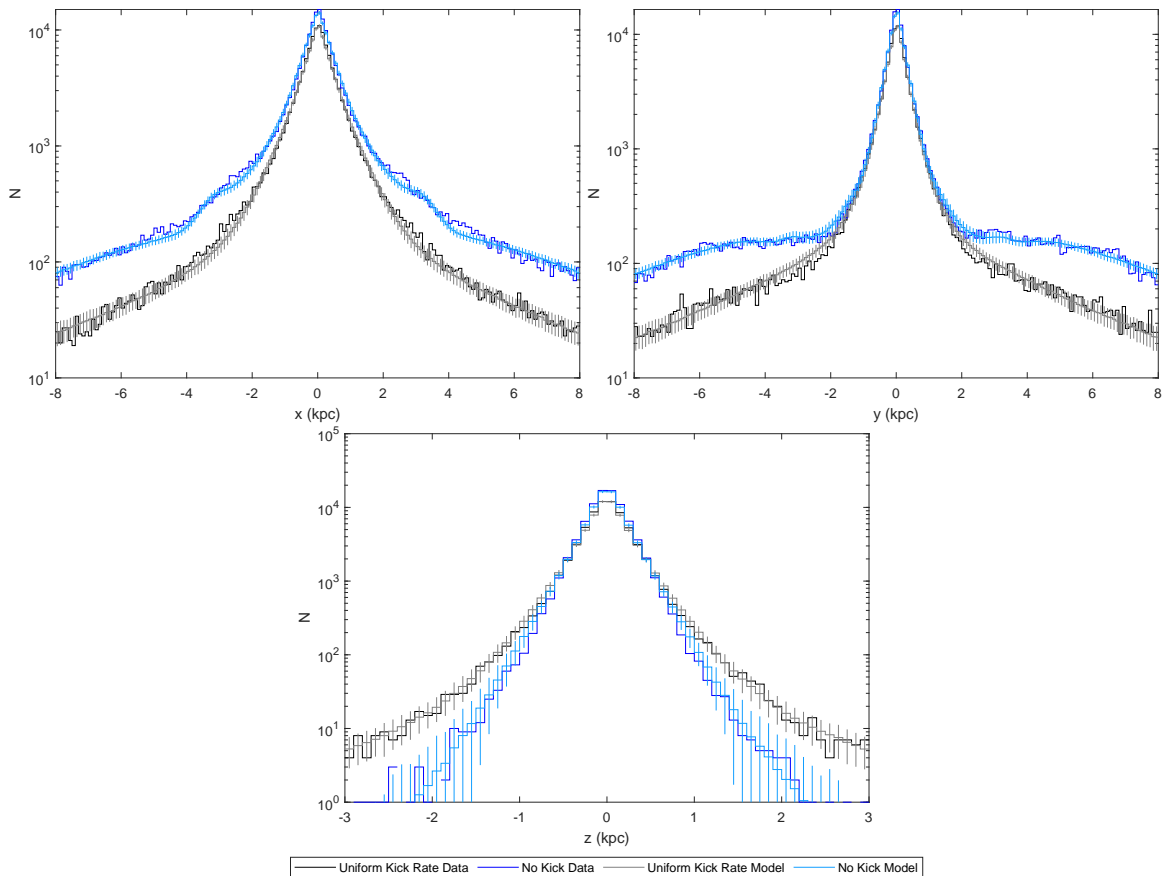 10^4
10^3
10^2
10^1
N
-8 -6 -4 -2 0 2 4 6 8
x (kpc)
10^4
10^3
10^2
10^1
N
-8 -6 -4 -2 0 2 4 6 8
y (kpc)
10^5
10^4
10^3
10^2
10^1
10^0
N
-3 -2 -1 0 1 2 3
z (kpc)
Uniform Kick Rate Data No Kick Data Uniform Kick Rate Model No Kick Model